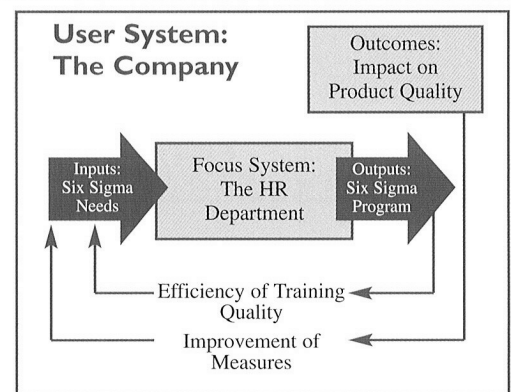 User System:
The Company
Outcomes:
Impact on
Product Quality
Inputs:
Six Sigma
Needs
Focus System:
The HR
Department
Outputs:
Six Sigma
Program
Efficiency of Training
Quality
Improvement of
Measures